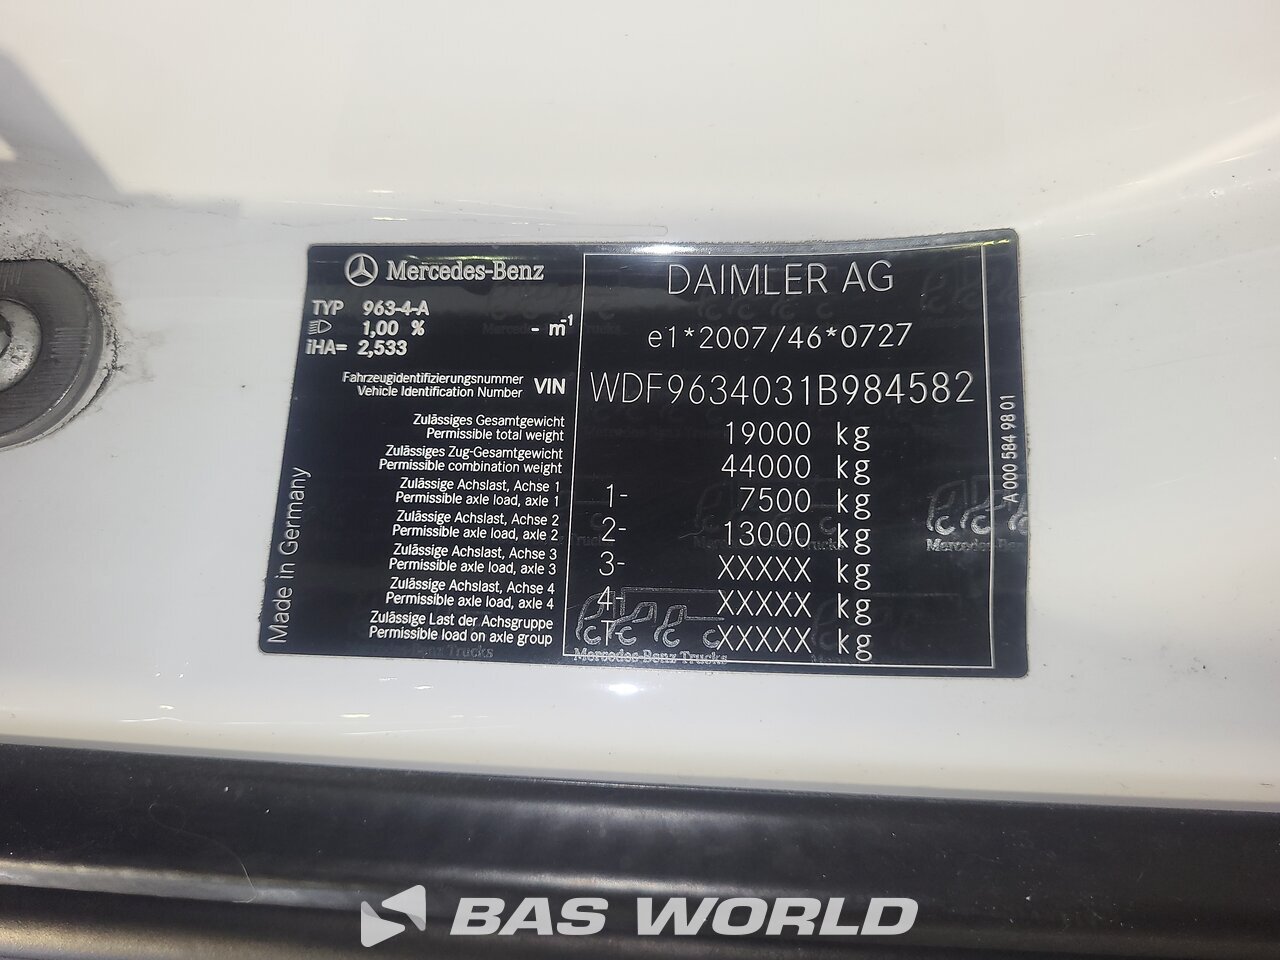 Mercedes-Benz
DAIMLER AG
TYP 963-4-A
1,00 % - m-1
iHA= 2,533
e1*2007/46*0727
Fahrzeugidentifizierungsnummer
Vehicle Identification Number
VIN WDF9634031B984582
Zulässiges Gesamtgewicht
Permissible total weight
19000 kg
Zulässiges Zug-Gesamtgewicht
Permissible combination weight
44000 kg
Zulässige Achslast, Achse 1
Permissible axle load, axle 1
1- 7500 kg
Zulässige Achslast, Achse 2
Permissible axle load, axle 2
2- 13000 kg
Zulässige Achslast, Achse 3
Permissible axle load, axle 3
3- XXXXX kg
Zulässige Achslast, Achse 4
Permissible axle load, axle 4
4- XXXXX kg
Zulässige Last der Achsgruppe
Permissible load on axle group
T- XXXXX kg
Made in Germany
A 000 584 98 01
Mercedes-Benz Trucks
BAS WORLD